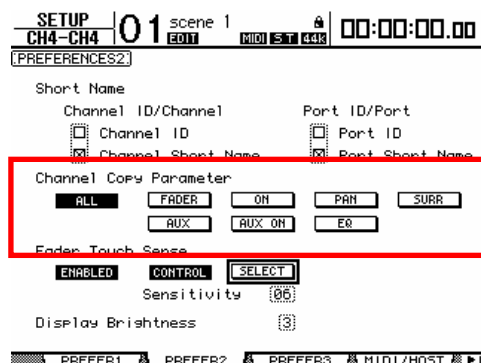 SETUP 01 scene 1 00:00:00.00
CH4-CH4 EDIT MIDI ST 44k
PREFERENCES2
Short Name
Channel ID/Channel Port ID/Port
Channel ID Port ID
Channel Short Name Port Short Name
Channel Copy Parameter
ALL FADER ON PAN SURR
AUX AUX ON EQ
Fader Touch Sense
ENABLED CONTROL SELECT
Sensitivity 06
Display Brightness 3
PREFER1 PREFER2 PREFER3 MIDI/HOST